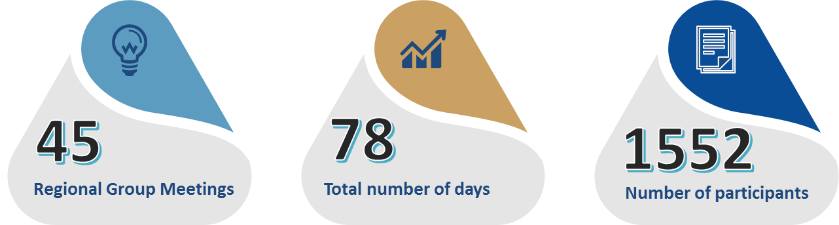 45
Regional Group Meetings
78
Total number of days
1552
Number of participants